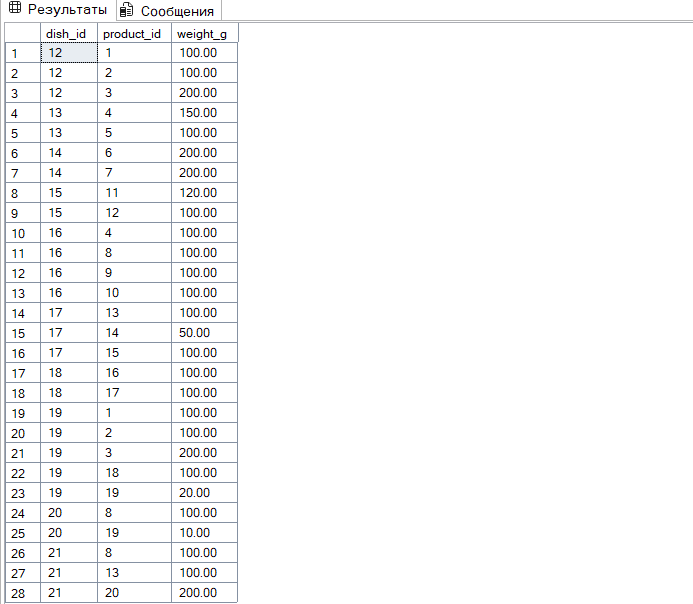 Результаты Сообщения
dish_id product_id weight_g
1 12 1 100.00
2 12 2 100.00
3 12 3 200.00
4 13 4 150.00
5 13 5 100.00
6 14 6 200.00
7 14 7 200.00
8 15 11 120.00
9 15 12 100.00
10 16 4 100.00
11 16 8 100.00
12 16 9 100.00
13 16 10 100.00
14 17 13 100.00
15 17 14 50.00
16 17 15 100.00
17 18 16 100.00
18 18 17 100.00
19 19 1 100.00
20 19 2 100.00
21 19 3 200.00
22 19 18 100.00
23 19 19 20.00
24 20 8 100.00
25 20 19 10.00
26 21 8 100.00
27 21 13 100.00
28 21 20 200.00